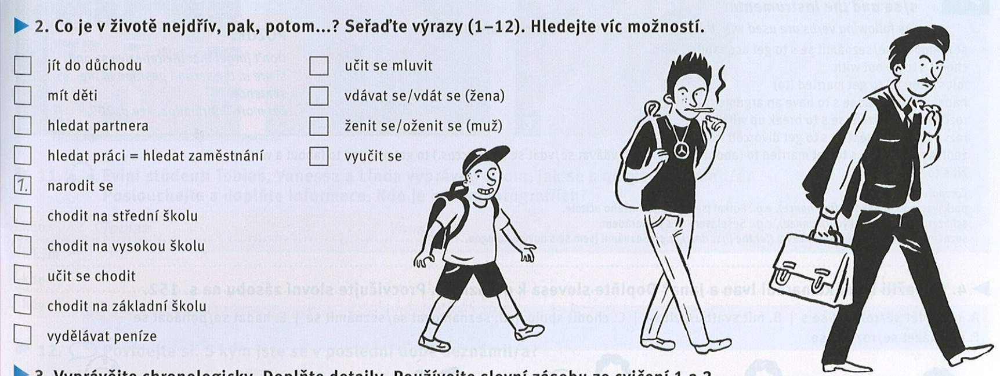 2. Co je v životě nejdřív, pak, potom...? Seřaďte výrazy (1–12). Hledejte víc možností.
jít do důchodu
mít děti
hledat partnera
hledat práci = hledat zaměstnání
1. narodit se
chodit na střední školu
chodit na vysokou školu
učit se chodit
chodit na základní školu
vydělávat peníze
učit se mluvit
vdávat se/vdát se (žena)
ženit se/oženit se (muž)
vyučit se
3. Vyprávějte chronologicky. Doplňte detaily. Používejte slovní zásobu ze cvičení 1 a 2.